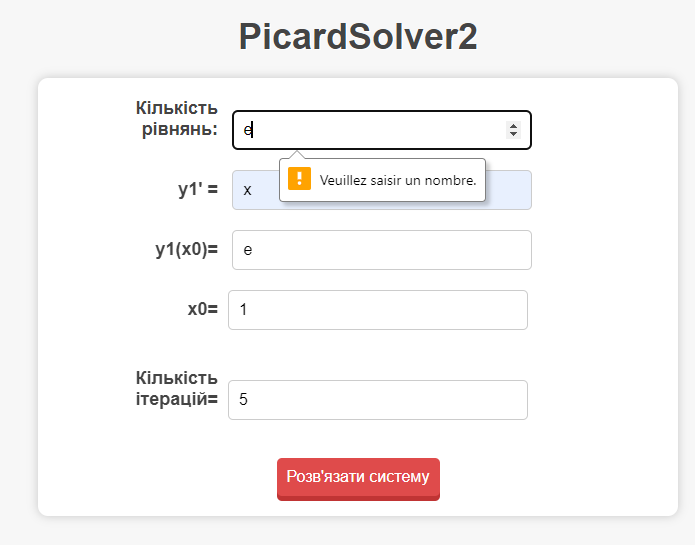 PicardSolver2
Кількість
рівнянь:
e
Veuillez saisir un nombre.
y1' =
x
y1(x0)=
e
x0=
1
Кількість
ітерацій=
5
Розв'язати систему